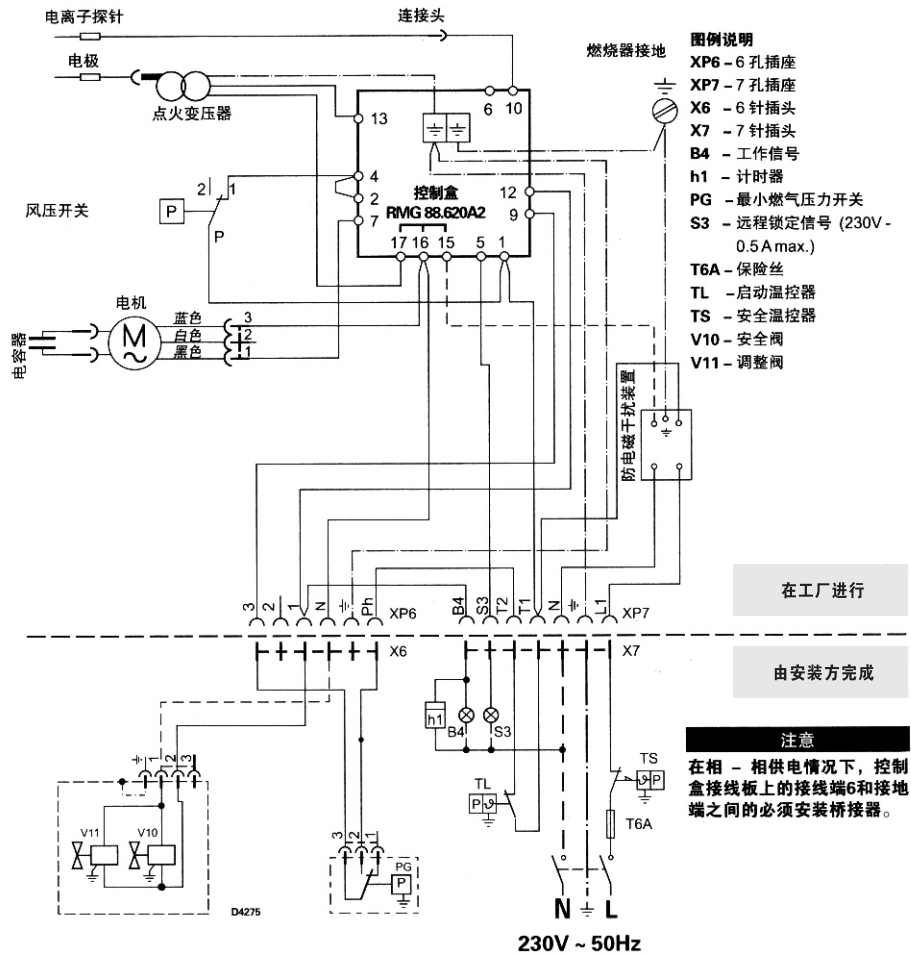 电离子探针
连接头
电极
点火变压器
燃烧器接地
图例说明
XP6 – 6 孔插座
XP7 – 7 孔插座
X6 – 6 针插头
X7 – 7 针插头
B4 – 工作信号
h1 – 计时器
PG – 最小燃气压力开关
S3 – 远程锁定信号 (230V -
0.5 A max.)
T6A – 保险丝
TL – 启动温控器
TS – 安全温控器
V10 – 安全阀
V11 – 调整阀
6 10
13
4
2
7
12
9
控制盒
RMG 88.620A2
17 16 15 5 1
风压开关
2 1
P
P
电机
M
~
电容器
蓝色 3
白色 2
黑色 1
防电磁干扰装置
3 2 1 N Ph XP6
B4 S3 T2 T1 N L1 XP7
在工厂进行
X6
X7
由安装方完成
h1
B4
S3
TL
P
TS
P
T6A
注意
在相 – 相供电情况下，控制
盒接线板上的接线端6和接地
端之间的必须安装桥接器。
1 2 3
V11
V10
D4275
3 2 1
PG
P
N L
230V ~ 50Hz